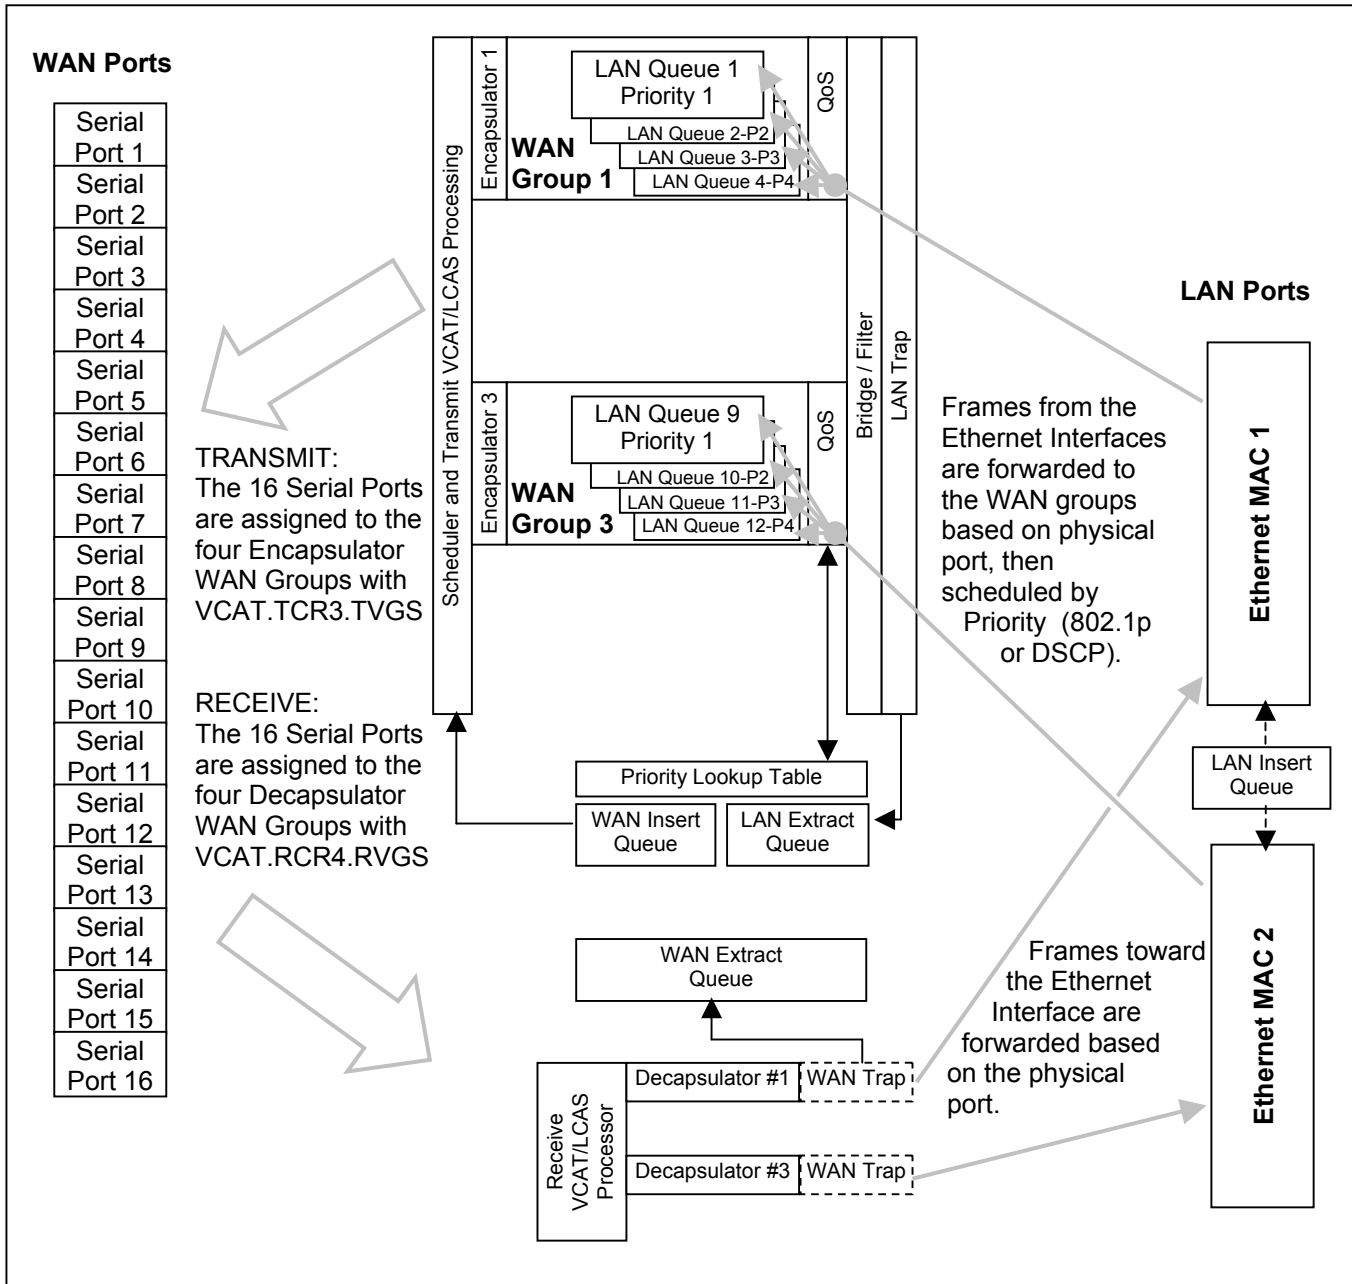 WAN Ports
Serial
Port 1
Serial
Port 2
Serial
Port 3
Serial
Port 4
Serial
Port 5
Serial
Port 6
Serial
Port 7
Serial
Port 8
Serial
Port 9
Serial
Port 10
Serial
Port 11
Serial
Port 12
Serial
Port 13
Serial
Port 14
Serial
Port 15
Serial
Port 16
TRANSMIT:
The 16 Serial Ports
are assigned to the
four Encapsulator
WAN Groups with
VCAT.TCR3.TVGS
RECEIVE:
The 16 Serial Ports
are assigned to the
four Decapsulator
WAN Groups with
VCAT.RCR4.RVGS
Scheduler and Transmit VCAT/LCAS Processing
Encapsulator 1
WAN
Group 1
LAN Queue 1
Priority 1
LAN Queue 2-P2
LAN Queue 3-P3
LAN Queue 4-P4
QoS
Encapsulator 3
WAN
Group 3
LAN Queue 9
Priority 1
LAN Queue 10-P2
LAN Queue 11-P3
LAN Queue 12-P4
QoS
Bridge / Filter
LAN Trap
Priority Lookup Table
WAN Insert
Queue
LAN Extract
Queue
WAN Extract
Queue
Receive
VCAT/LCAS
Processor
Decapsulator #1
WAN Trap
Decapsulator #3
WAN Trap
LAN Ports
Frames from the
Ethernet Interfaces
are forwarded to
the WAN groups
based on physical
port, then
scheduled by
Priority (802.1p
or DSCP).
Ethernet MAC 1
LAN Insert
Queue
Ethernet MAC 2
Frames toward
the Ethernet
Interface are
forwarded based
on the physical
port.